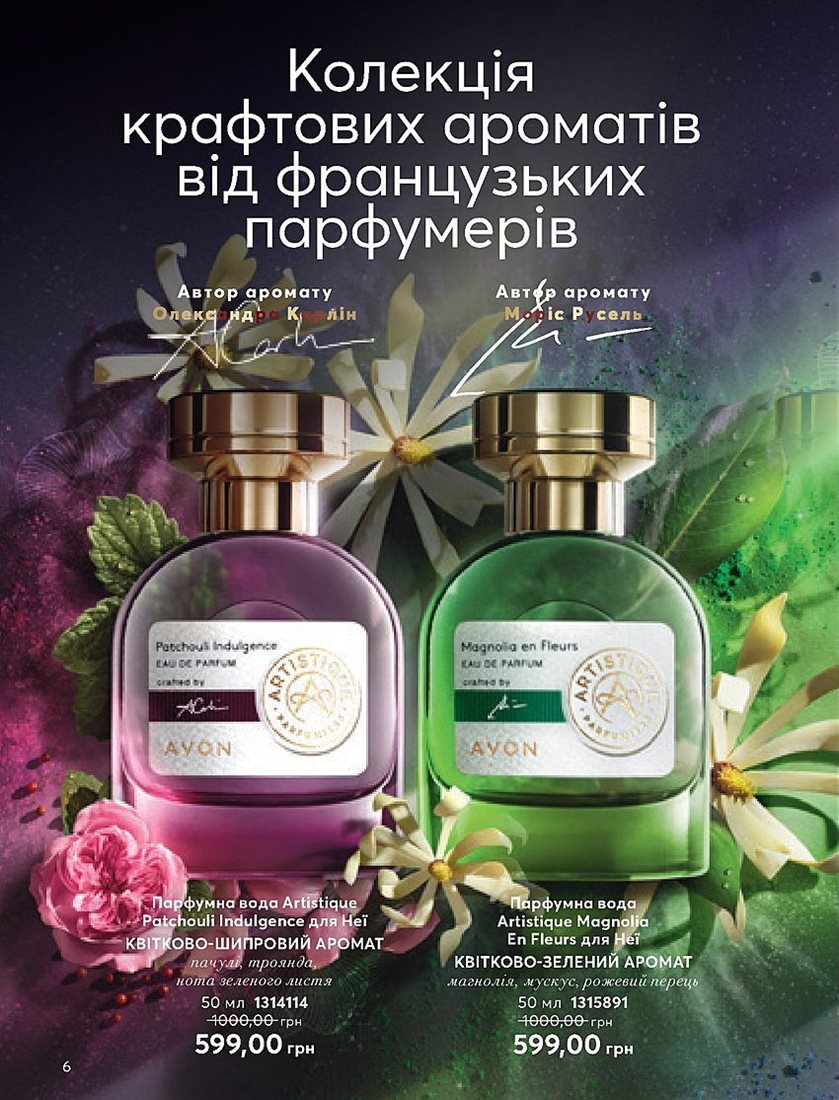 Колекція
крафтових ароматів
від французьких
парфумерів
Автор аромату
Олександра Карлін
Автор аромату
Моріс Русель
Patchouli Indulgence
EAU DE PARFUM
crafted by
ARTISTIQUE
PARFUMIERS
AVON
Magnolia en Fleurs
EAU DE PARFUM
crafted by
ARTISTIQUE
PARFUMIERS
AVON
Парфумна вода Artistique
Patchouli Indulgence для Неї
КВІТКОВО-ШИПРОВИЙ АРОМАТ
пачулі, троянда,
нота зеленого листя
50 мл 1314114
1000,00 грн
599,00 грн
Парфумна вода
Artistique Magnolia
En Fleurs для Неї
КВІТКОВО-ЗЕЛЕНИЙ АРОМАТ
магнолія, мускус, рожевий перець
50 мл 1315891
1000,00 грн
599,00 грн
6